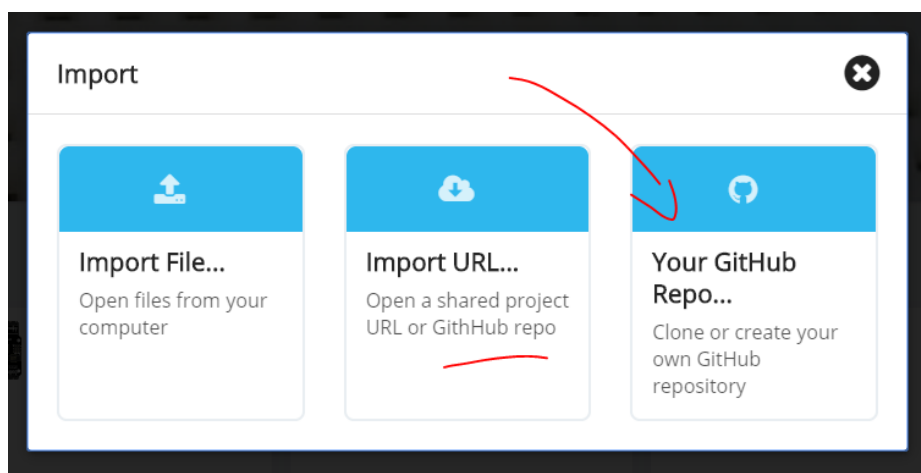 Import
Import File...
Open files from your
computer
Import URL...
Open a shared project
URL or GithHub repo
Your GitHub
Repo...
Clone or create your
own GitHub
repository